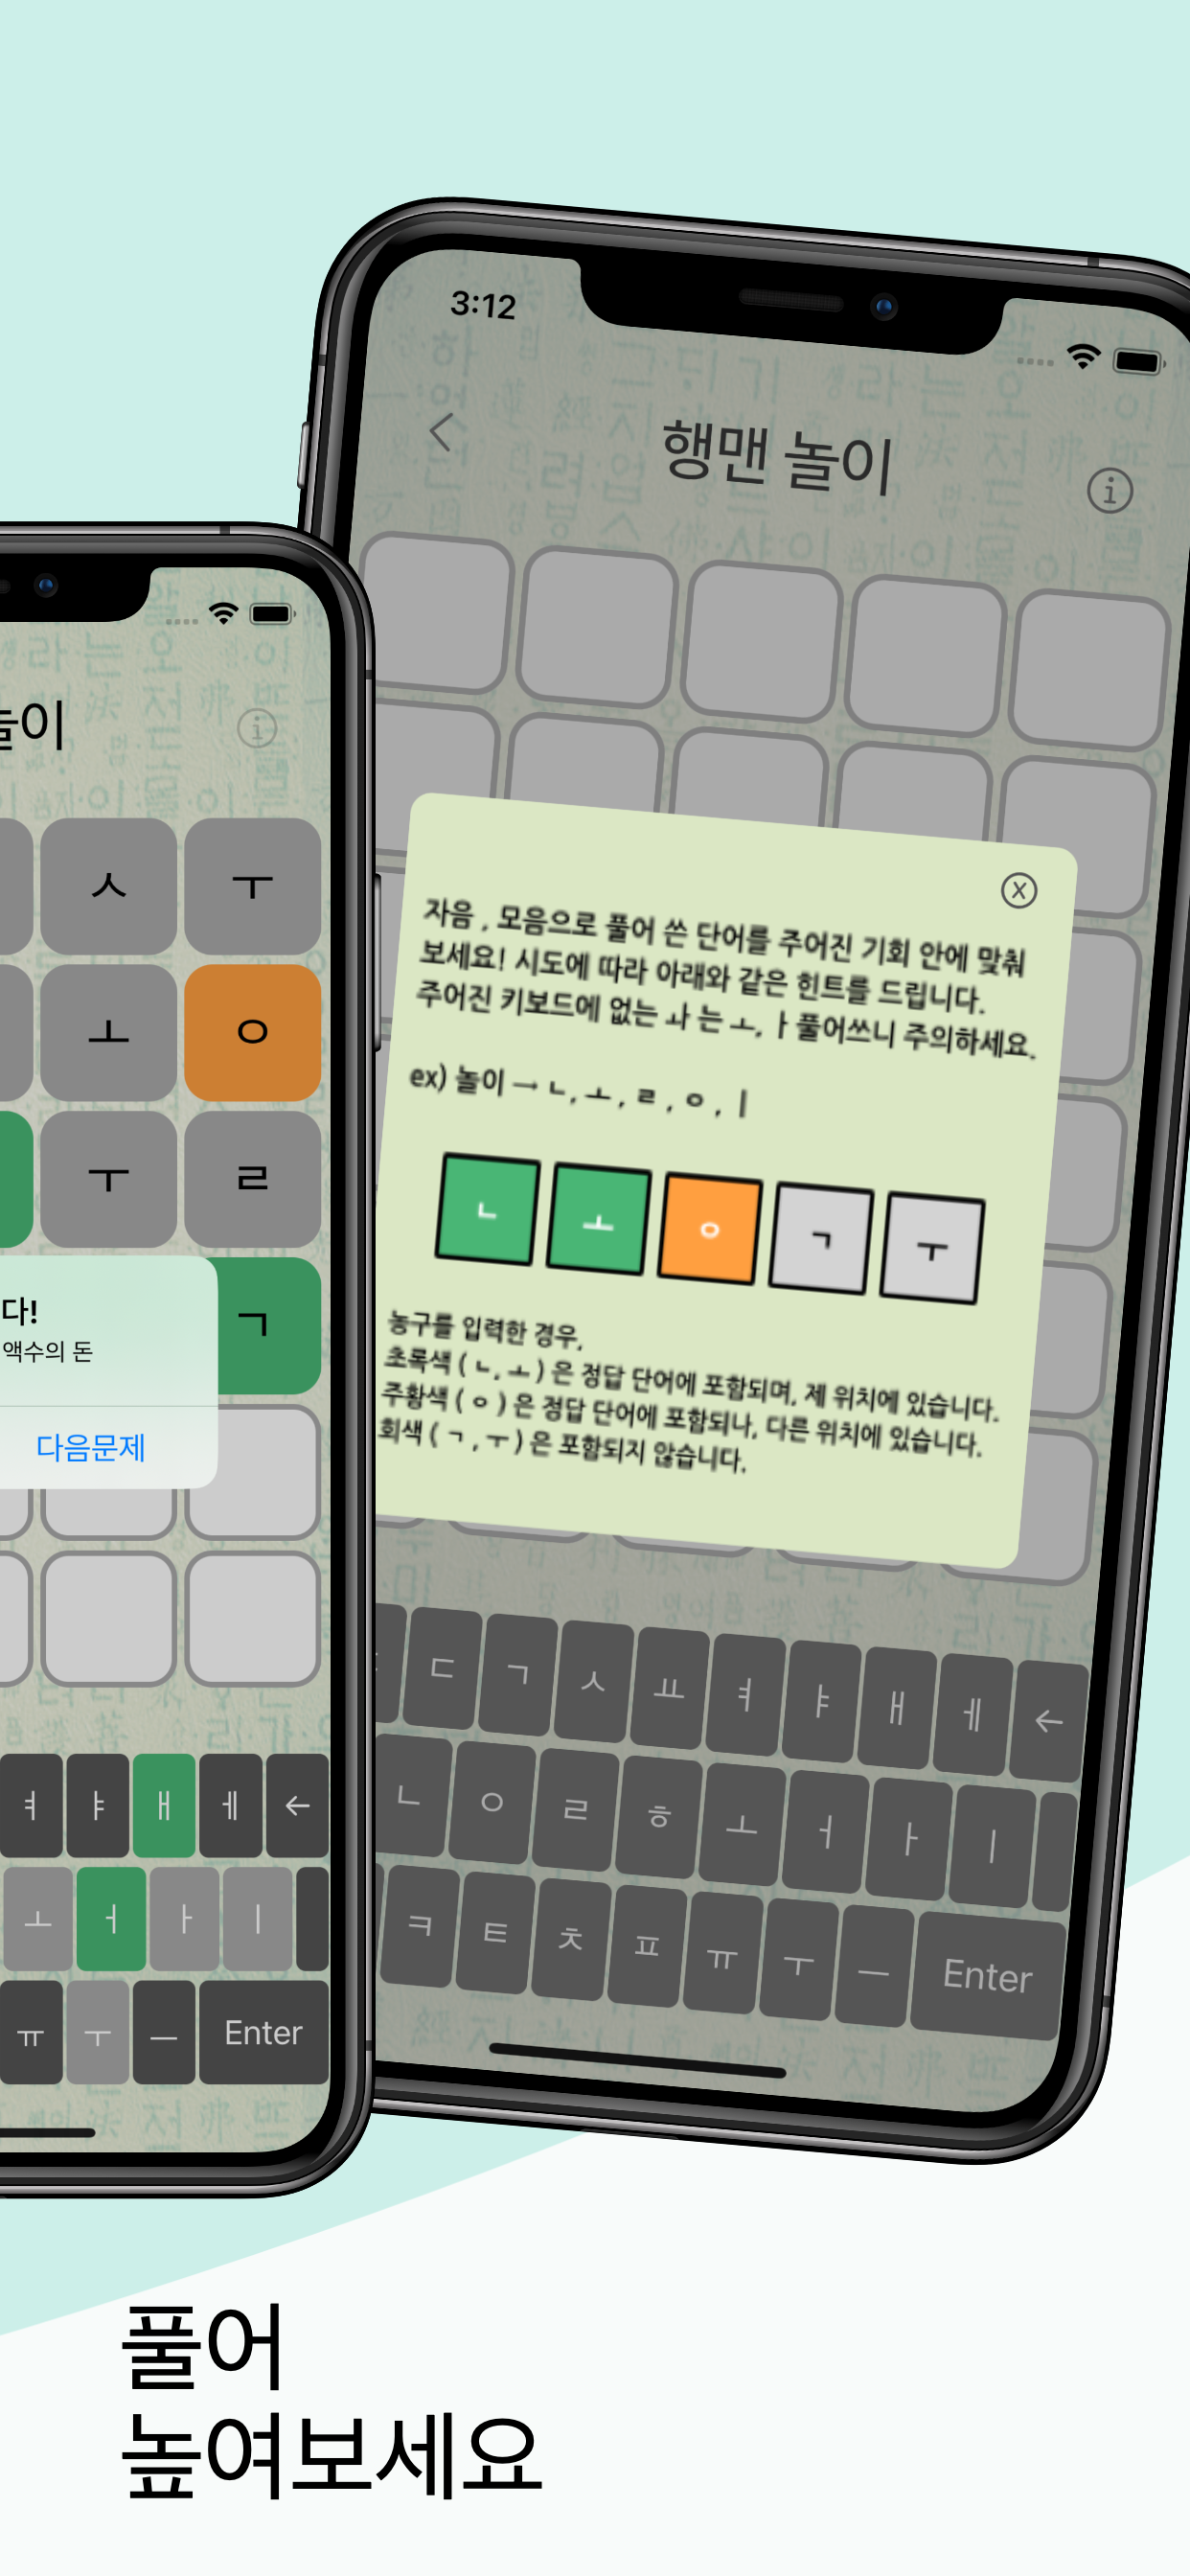 3:12
행맨 놀이
자음 , 모음으로 풀어 쓴 단어를 주어진 기회 안에 맞춰
보세요! 시도에 따라 아래와 같은 힌트를 드립니다.
주어진 키보드에 없는 ㅘ 는 ㅗ, ㅏ 풀어쓰니 주의하세요.
ex) 놀이 → ㄴ, ㅗ , ㄹ , ㅇ , ㅣ
ㄴ ㅗ ㅇ ㄱ ㅜ
농구를 입력한 경우,
초록색 ( ㄴ, ㅗ ) 은 정답 단어에 포함되며, 제 위치에 있습니다.
주황색 ( ㅇ ) 은 정답 단어에 포함되나, 다른 위치에 있습니다.
회색 ( ㄱ , ㅜ ) 은 포함되지 않습니다.
ㄷ ㄱ ㅅ ㅛ ㅕ ㅑ ㅐ ㅔ ←
ㄴ ㅇ ㄹ ㅎ ㅗ ㅓ ㅏ ㅣ
ㅋ ㅌ ㅊ ㅍ ㅠ ㅜ ㅡ Enter
이
ㅅ ㅜ
ㅗ ㅇ
ㅜ ㄹ
ㄱ
다!
액수의 돈
다음문제
ㅕ ㅑ ㅐ ㅔ ←
ㅗ ㅓ ㅏ ㅣ
ㅠ ㅜ ㅡ Enter
풀어
높여보세요